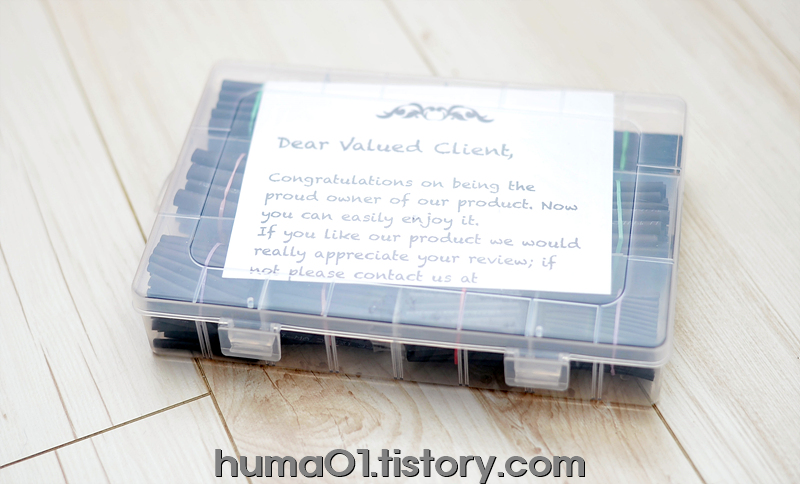 Dear Valued Client,
Congratulations on being the
proud owner of our product. Now
you can easily enjoy it.
If you like our product we would
really appreciate your review; if
not please contact us at
huma01.tistory.com